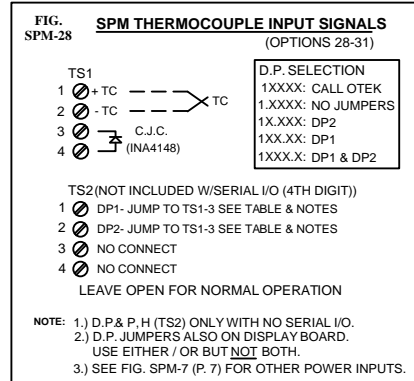 FIG.
SPM-28
SPM THERMOCOUPLE INPUT SIGNALS
(OPTIONS 28-31)
TS1
1 + TC
2 - TC
TC
3
4
C.J.C.
(INA4148)
D.P. SELECTION
1XXXX: CALL OTEK
1.XXXX: NO JUMPERS
1X.XXX: DP2
1XX.XX: DP1
1XXX.X: DP1 & DP2
TS2 (NOT INCLUDED W/SERIAL I/O (4TH DIGIT))
1 DP1- JUMP TO TS1-3 SEE TABLE & NOTES
2 DP2- JUMP TO TS1-3 SEE TABLE & NOTES
3 NO CONNECT
4 NO CONNECT
LEAVE OPEN FOR NORMAL OPERATION
NOTE: 1.) D.P.& P, H (TS2) ONLY WITH NO SERIAL I/O.
2.) D.P. JUMPERS ALSO ON DISPLAY BOARD.
USE EITHER / OR BUT NOT BOTH.
3.) SEE FIG. SPM-7 (P. 7) FOR OTHER POWER INPUTS.